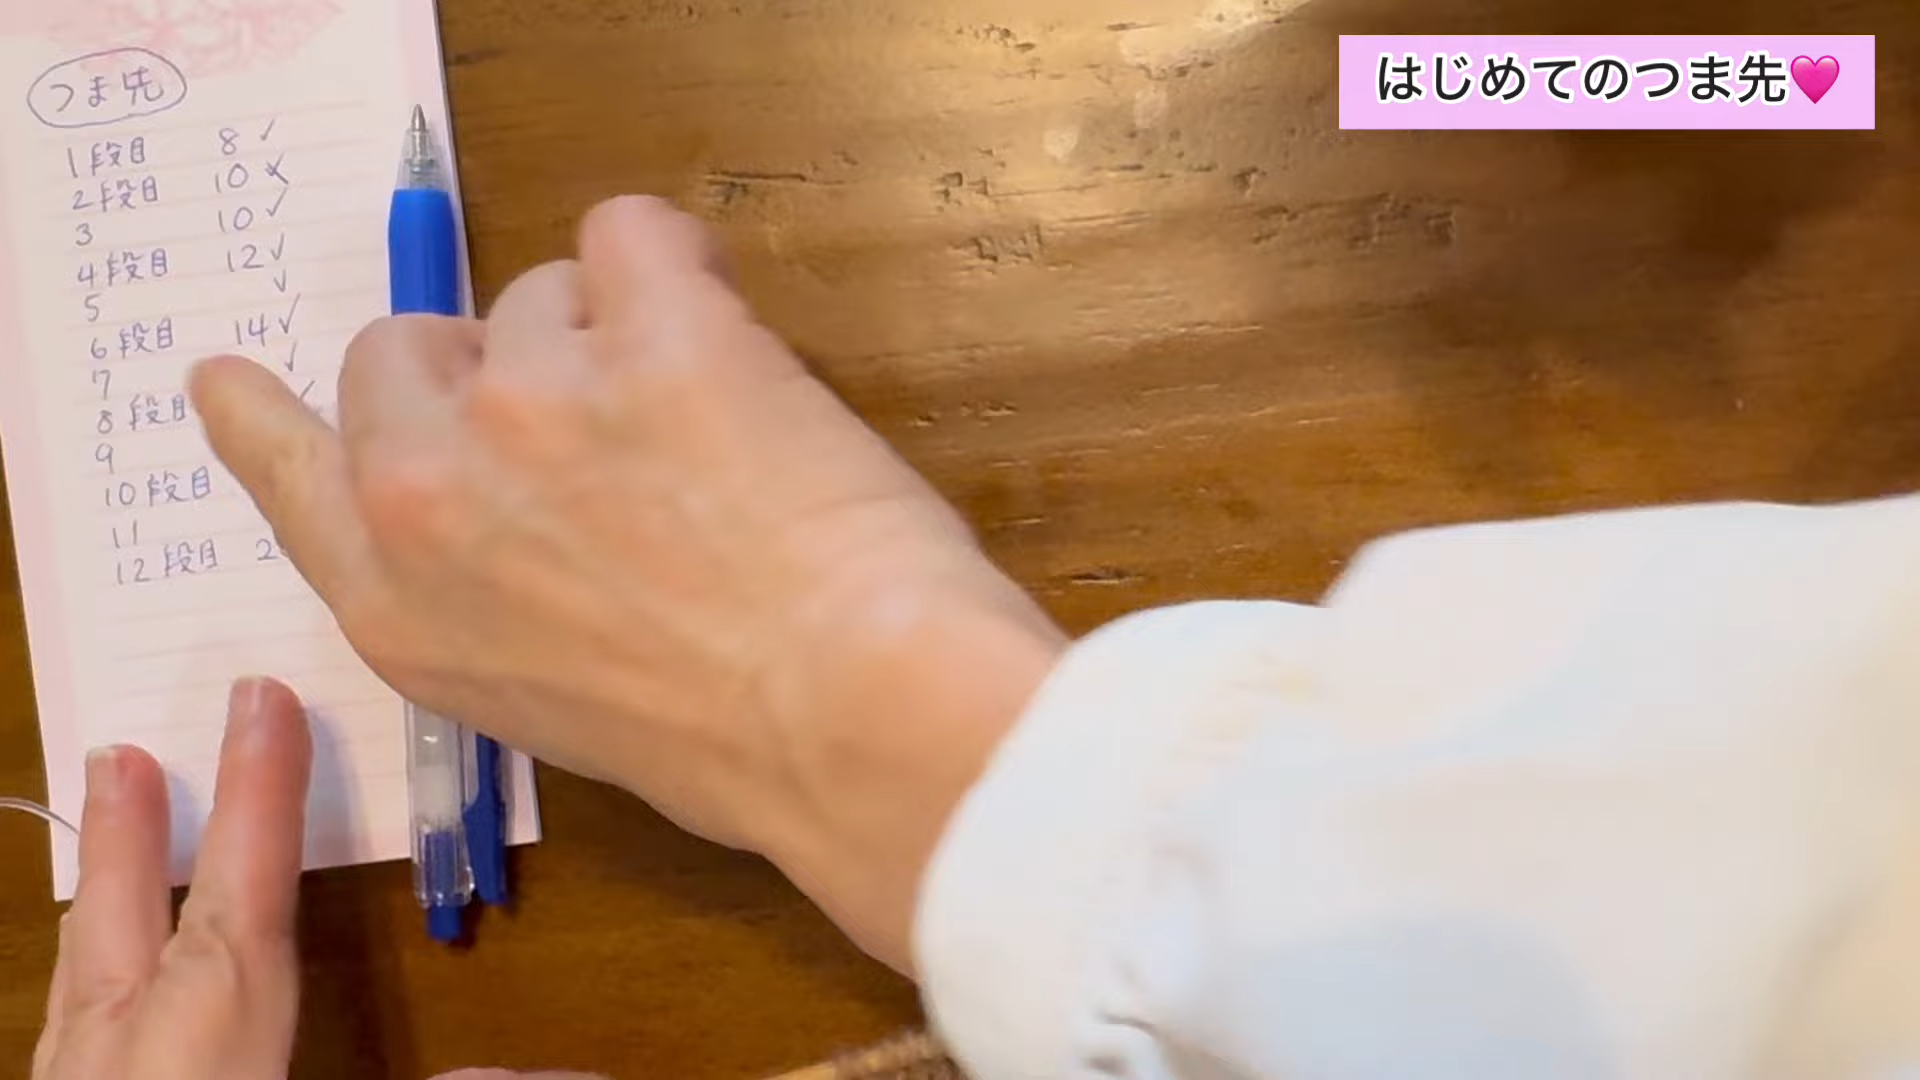 はじめてのつま先🩷
つま先
1段目 8 ✓
2段目 10 ✓
3 10 ✓
4段目 12 ✓
5 ✓
6段目 14 ✓
7 ✓
8段目 ✓
9
10段目
11
12段目 2